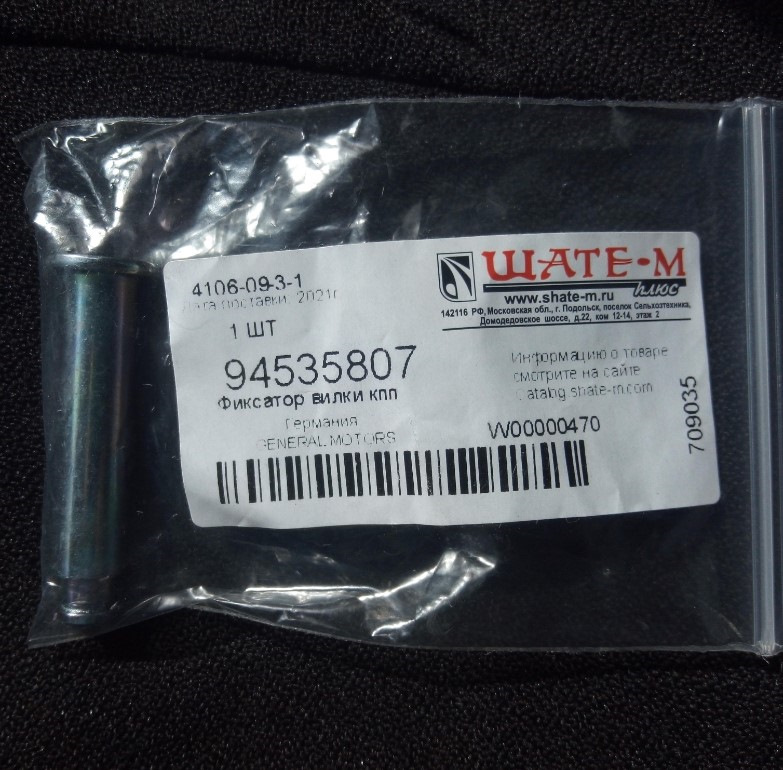 4106-09-3-1
Дата поставки: 2021г
1 ШТ
94535807
Фиксатор вилки кпп
Германия
GENERAL MOTORS
ШАТЕ-М
плюс
www.shate-m.ru
142116 РФ, Московская обл., г. Подольск, поселок Сельхозтехника,
Домодедовское шоссе, д.22, ком 12-14, этаж 2
Информацию о товаре
смотрите на сайте
catalog.shate-m.com
W00000470
709035